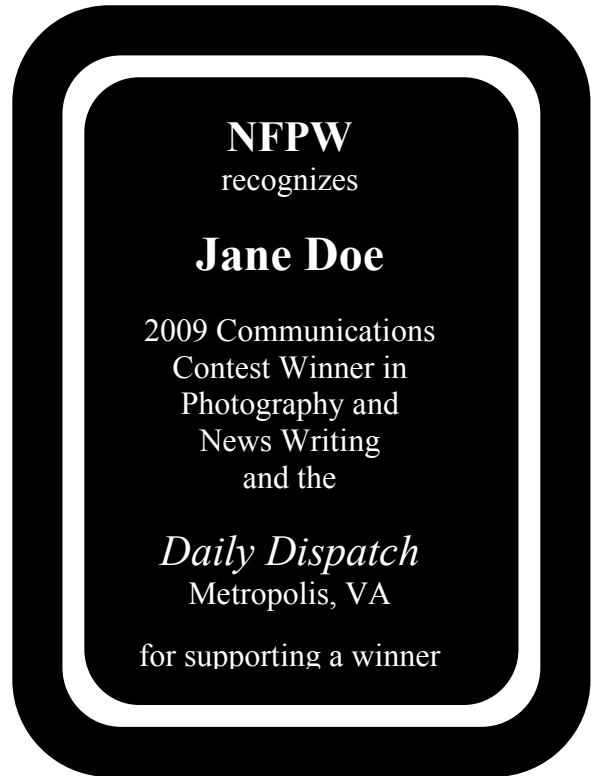 NFPW
recognizes
Jane Doe
2009 Communications
Contest Winner in
Photography and
News Writing
and the
Daily Dispatch
Metropolis, VA
for supporting a winner